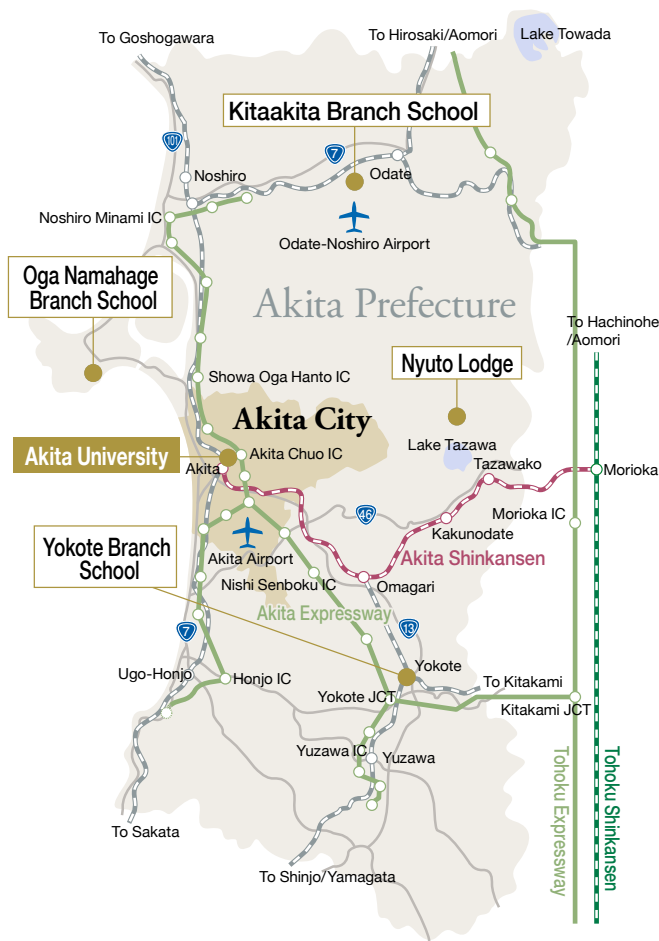 To Goshogawara
To Hirosaki/Aomori
Lake Towada
Kitaakita Branch School
101
7
Noshiro
Odate
Noshiro Minami IC
Odate-Noshiro Airport
Oga Namahage
Branch School
Akita Prefecture
To Hachinohe
/Aomori
Nyuto Lodge
Showa Oga Hanto IC
Akita City
Akita University
Akita Chuo IC
Akita
Lake Tazawa
Tazawako
Morioka
46
Morioka IC
Kakunodate
Akita Airport
Akita Shinkansen
Yokote Branch
School
Nishi Senboku IC
Omagari
Akita Expressway
7
13
Ugo-Honjo
Honjo IC
Yokote
To Kitakami
Yokote JCT
Kitakami JCT
Yuzawa IC
Yuzawa
Tohoku Expressway
Tohoku Shinkansen
To Sakata
To Shinjo/Yamagata